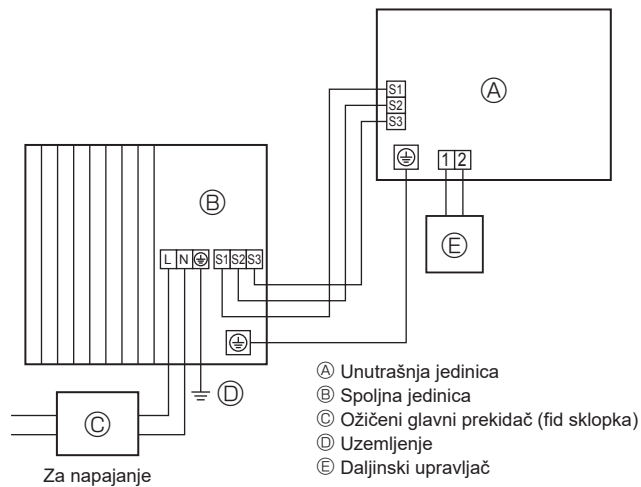 S1
S2
S3
Ⓐ
1 2
Ⓑ
Ⓔ
L N S1 S2 S3
Ⓓ
Ⓒ
Za napajanje
Ⓐ Unutrašnja jedinica
Ⓑ Spoljna jedinica
Ⓒ Ožičeni glavni prekidač (fid sklopka)
Ⓓ Uzemljenje
Ⓔ Daljinski upravljač